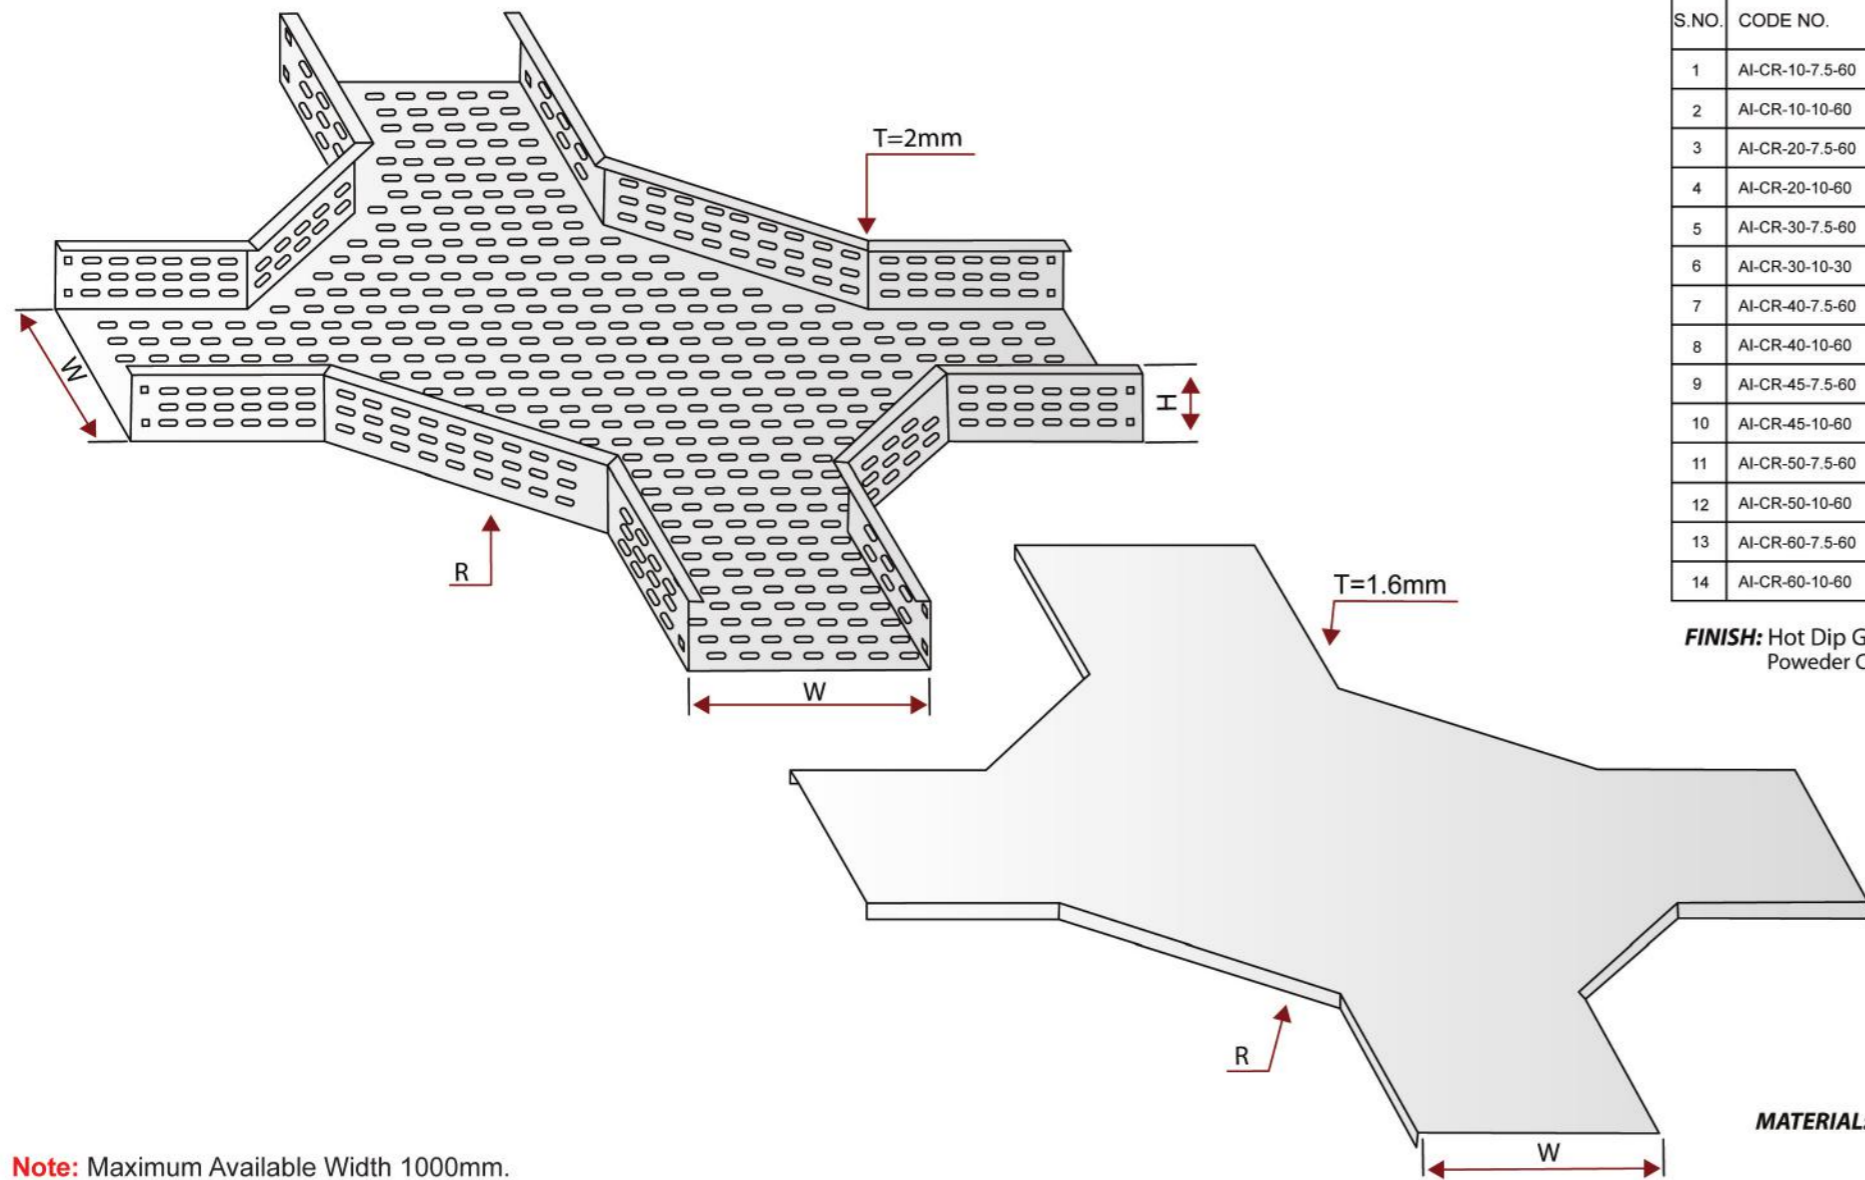 S.NO. CODE NO.
1 AI-CR-10-7.5-60
2 AI-CR-10-10-60
3 AI-CR-20-7.5-60
4 AI-CR-20-10-60
5 AI-CR-30-7.5-60
6 AI-CR-30-10-30
7 AI-CR-40-7.5-60
8 AI-CR-40-10-60
9 AI-CR-45-7.5-60
10 AI-CR-45-10-60
11 AI-CR-50-7.5-60
12 AI-CR-50-10-60
13 AI-CR-60-7.5-60
14 AI-CR-60-10-60
T=2mm
W
H
R
W
T=1.6mm
FINISH: Hot Dip G
Poweder C
R
W
MATERIAL:
Note: Maximum Available Width 1000mm.